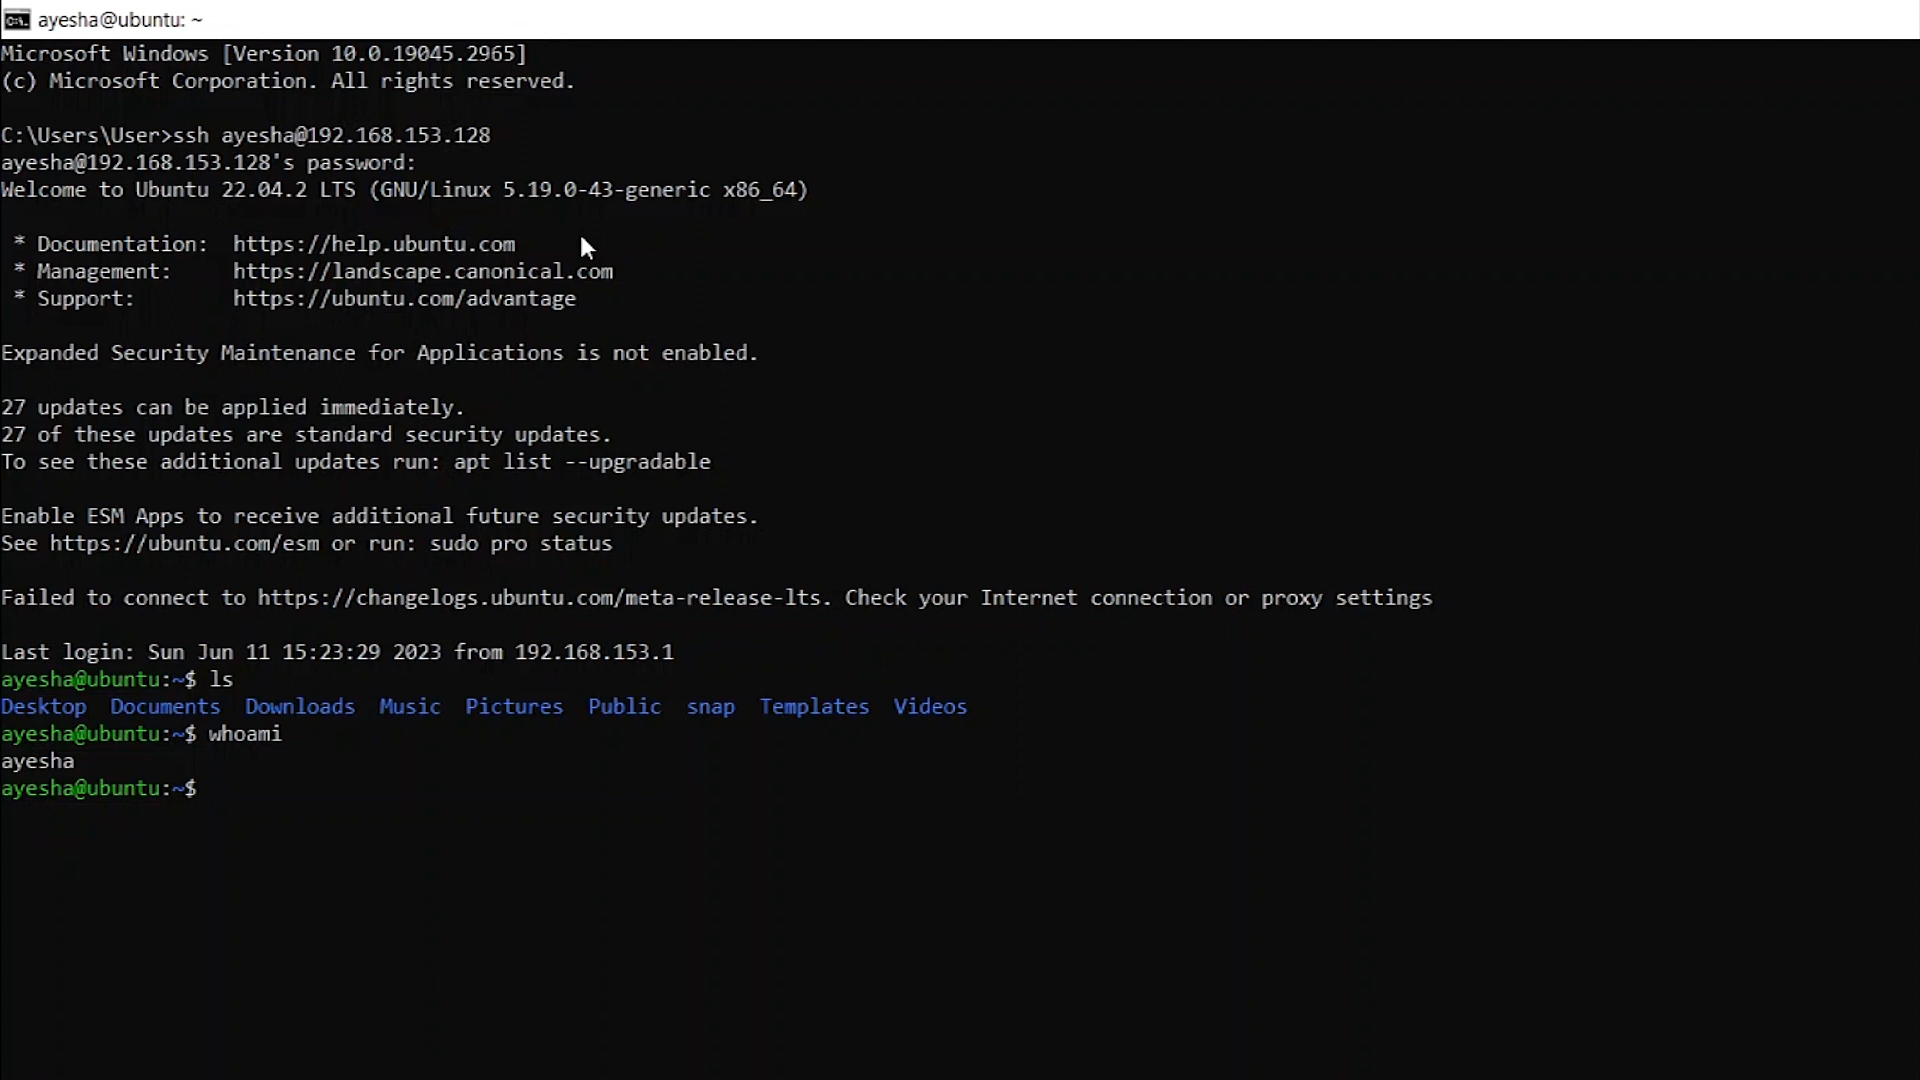 ayesha@ubuntu: ~
Microsoft Windows [Version 10.0.19045.2965]
(c) Microsoft Corporation. All rights reserved.
C:\Users\User>ssh ayesha@192.168.153.128
ayesha@192.168.153.128's password:
Welcome to Ubuntu 22.04.2 LTS (GNU/Linux 5.19.0-43-generic x86_64)
* Documentation:  https://help.ubuntu.com
* Management:     https://landscape.canonical.com
* Support:        https://ubuntu.com/advantage
Expanded Security Maintenance for Applications is not enabled.
27 updates can be applied immediately.
27 of these updates are standard security updates.
To see these additional updates run: apt list --upgradable
Enable ESM Apps to receive additional future security updates.
See https://ubuntu.com/esm or run: sudo pro status
Failed to connect to https://changelogs.ubuntu.com/meta-release-lts. Check your Internet connection or proxy settings
Last login: Sun Jun 11 15:23:29 2023 from 192.168.153.1
ayesha@ubuntu:~$ ls
Desktop  Documents  Downloads  Music  Pictures  Public  snap  Templates  Videos
ayesha@ubuntu:~$ whoami
ayesha
ayesha@ubuntu:~$